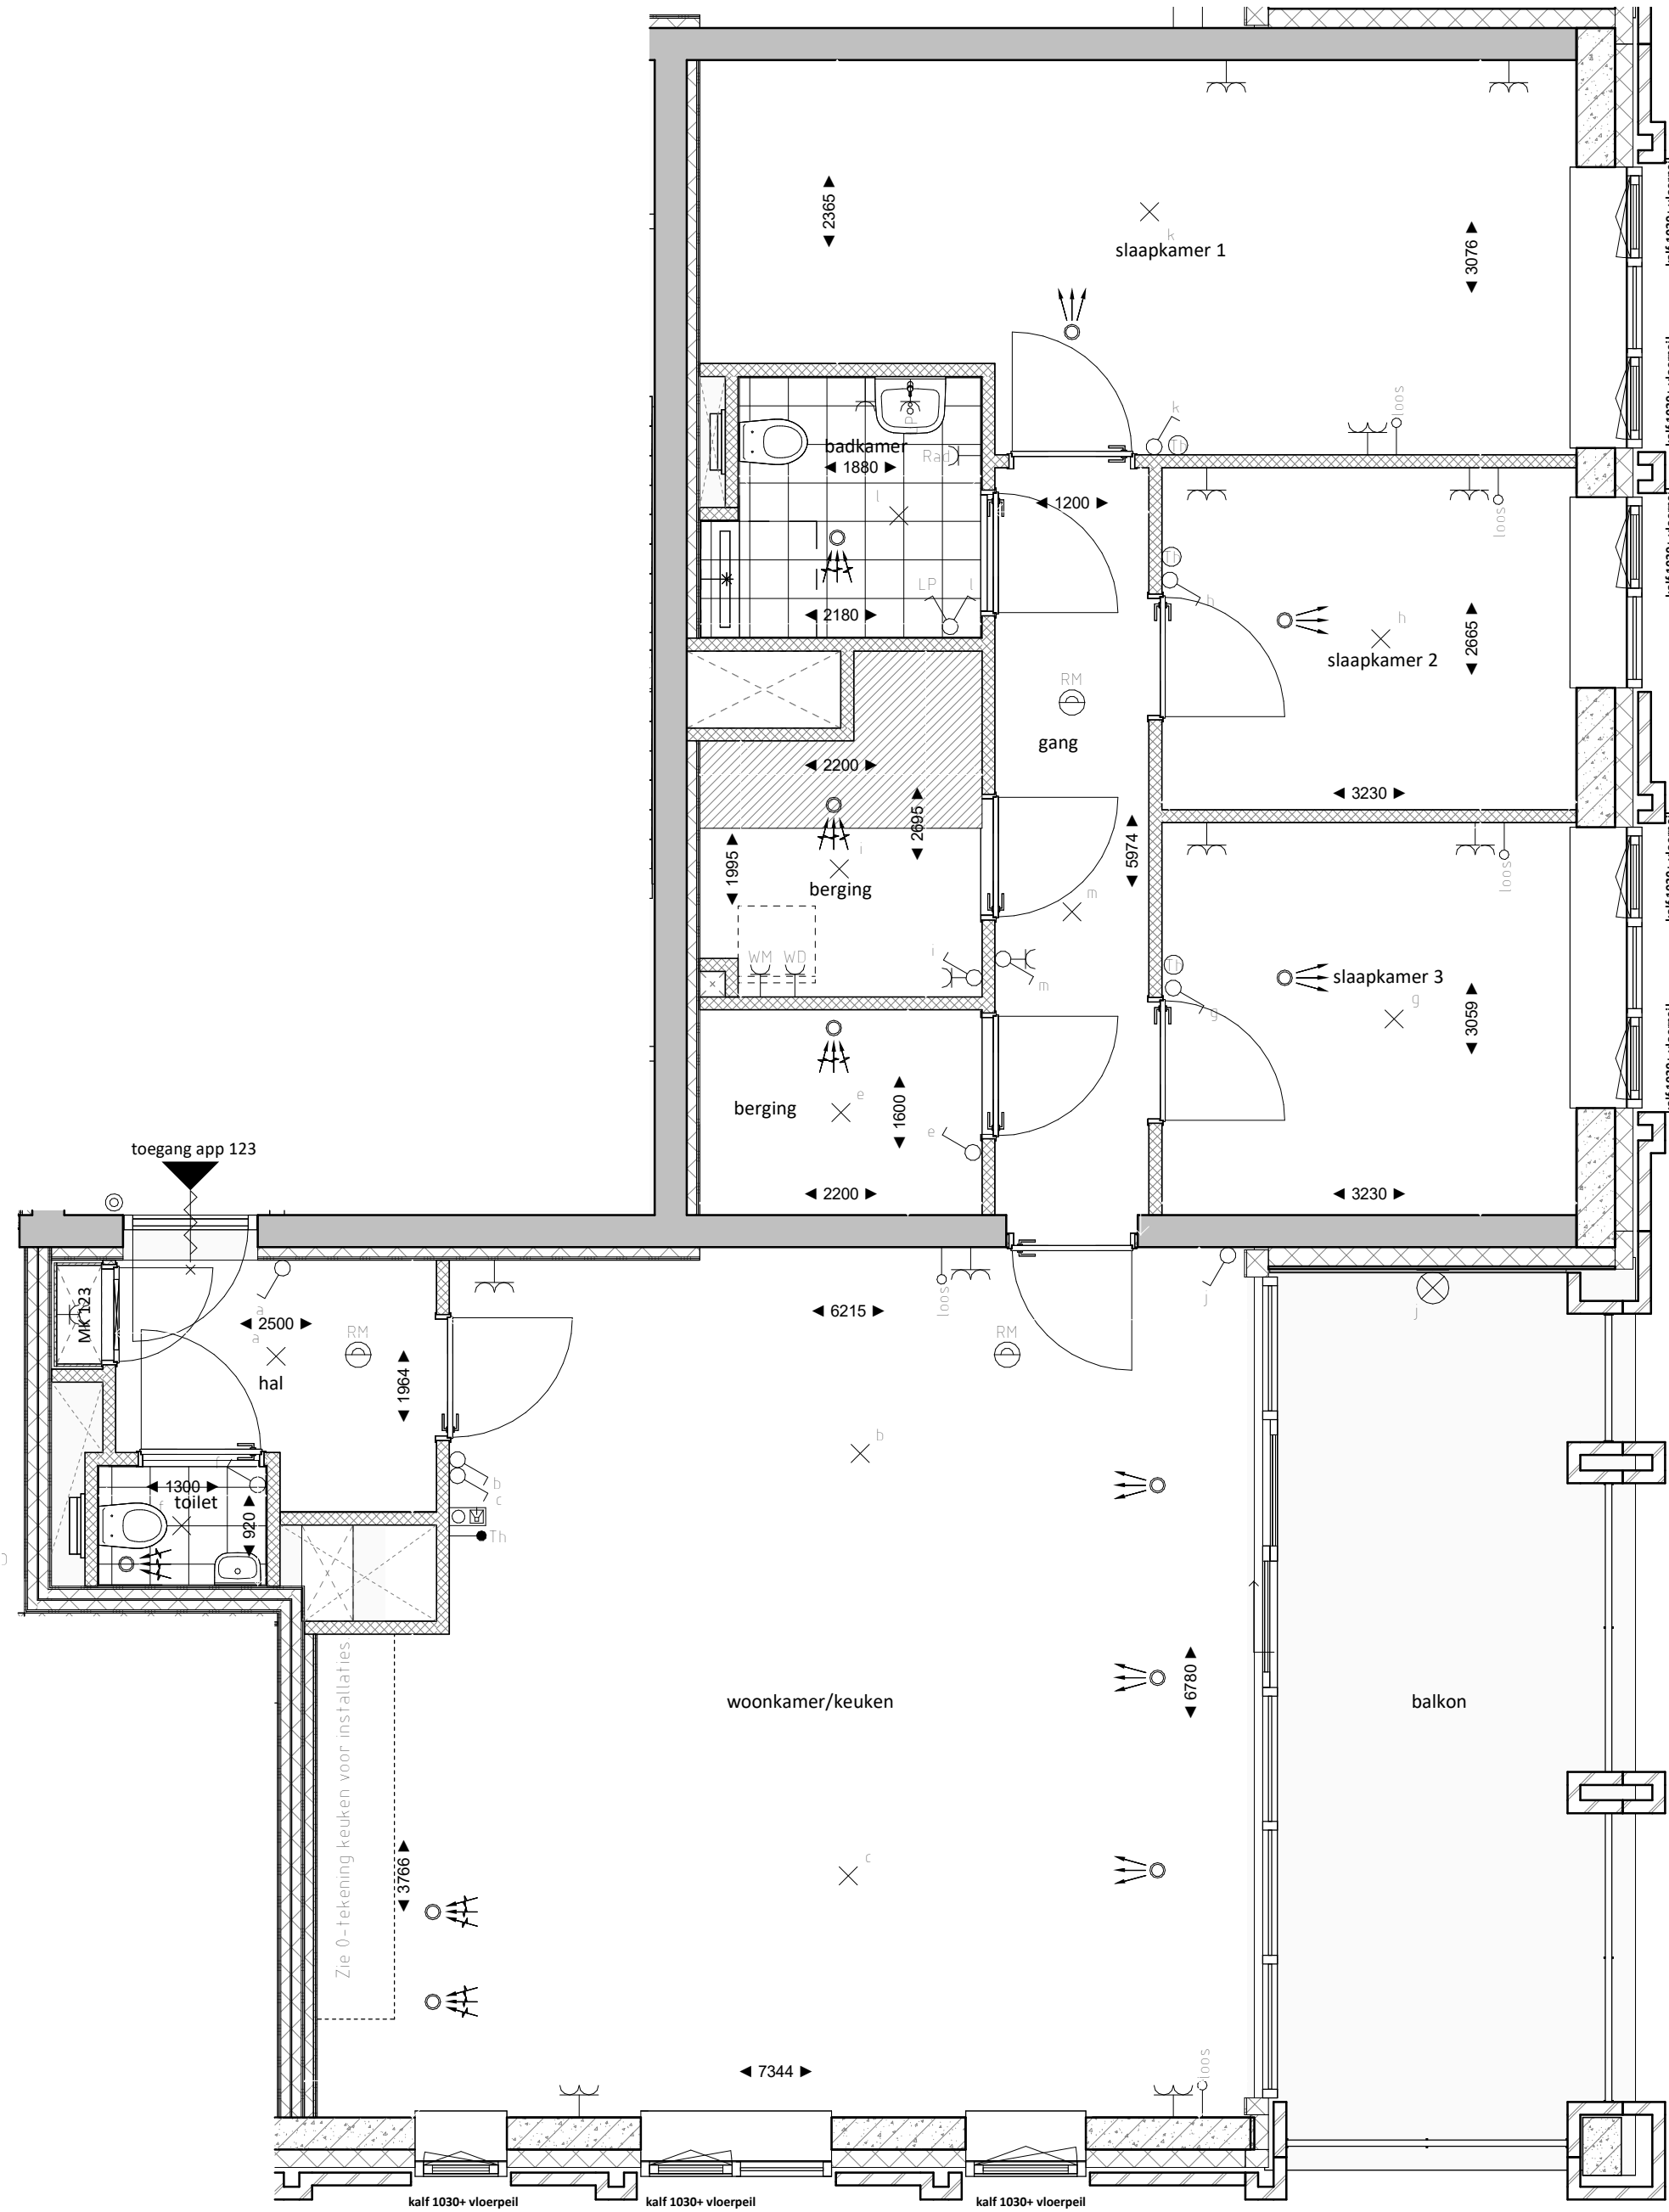 2365
k
slaapkamer 1
3076
loos
k
Th
badkamer
1880
Rad
l
1200
loos
Th
h
LP l
2180
h
2665
slaapkamer 2
RM
gang
2200
3230
2695
i
5974
1995
berging
loos
m
WM WD
i
m
Th
slaapkamer 3
g
g
3059
e
berging
1600
e
toegang app 123
2200
3230
MK 123
a
2500
a
RM
hal
1964
6215
loos
RM
j
j
b
1300
toilet
f
920
b
c
Th
Zie 0-tekening keuken voor installaties
woonkamer/keuken
6780
balkon
3766
c
7344
loos
kalf 1030+ vloerpeil
kalf 1030+ vloerpeil
kalf 1030+ vloerpeil